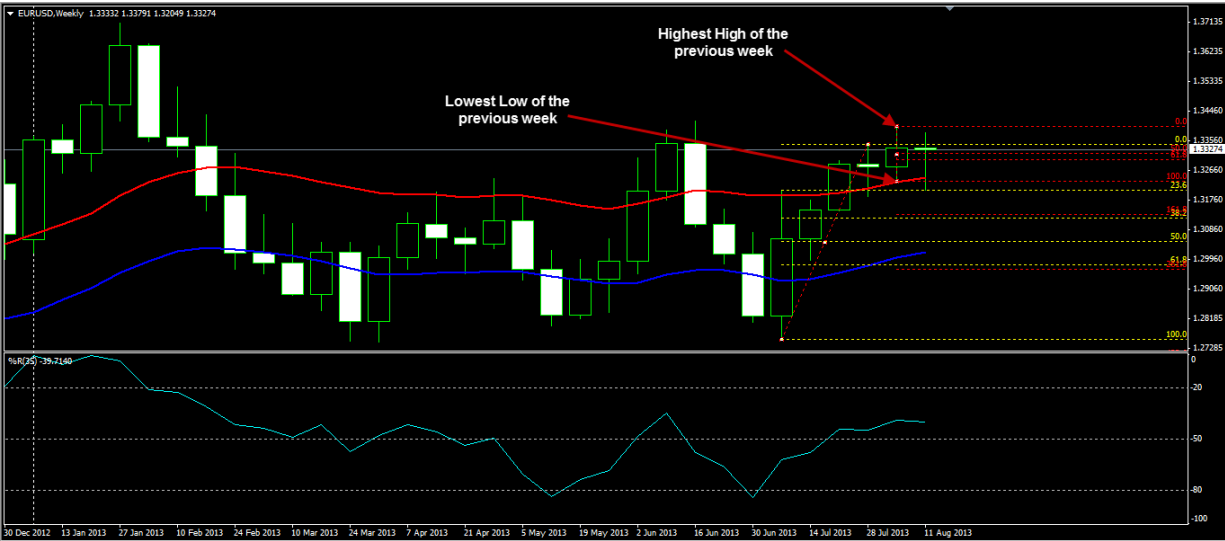 EURUSD,Weekly 1.33332 1.33791 1.32049 1.33274
Highest High of the
previous week
Lowest Low of the
previous week
1.37135
1.36235
1.35335
1.34460
1.33560
1.33274
1.32660
1.31760
1.30860
1.29960
1.29060
1.28185
1.27285
0.0
0.0
61.8
100.0
23.6
38.2
50.0
61.8
100.0
%R(35) -39.7140
0
-20
-50
-80
-100
30 Dec 2012
13 Jan 2013
27 Jan 2013
10 Feb 2013
24 Feb 2013
10 Mar 2013
24 Mar 2013
7 Apr 2013
21 Apr 2013
5 May 2013
19 May 2013
2 Jun 2013
16 Jun 2013
30 Jun 2013
14 Jul 2013
28 Jul 2013
11 Aug 2013